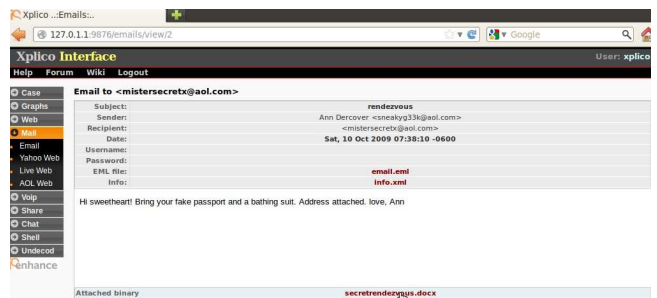 Xplico ..:Emails:..
127.0.1.1:9876/emails/view/2
Google
Xplico Interface
User: xplico
Help Forum Wiki Logout
Case
Graphs
Web
Mail
Email
Yahoo Web
Live Web
AOL Web
Voip
Share
Chat
Shell
Undecod
enhance
Email to <mistersecretx@aol.com>
Subject: rendezvous
Sender: Ann Dercover <sneakyg33k@aol.com>
Recipient: <mistersecretx@aol.com>
Date: Sat, 10 Oct 2009 07:38:10 -0600
Username:
Password:
EML file: email.eml
Info: info.xml
Hi sweetheart! Bring your fake passport and a bathing suit. Address attached. love, Ann
Attached binary secretrendezvous.docx